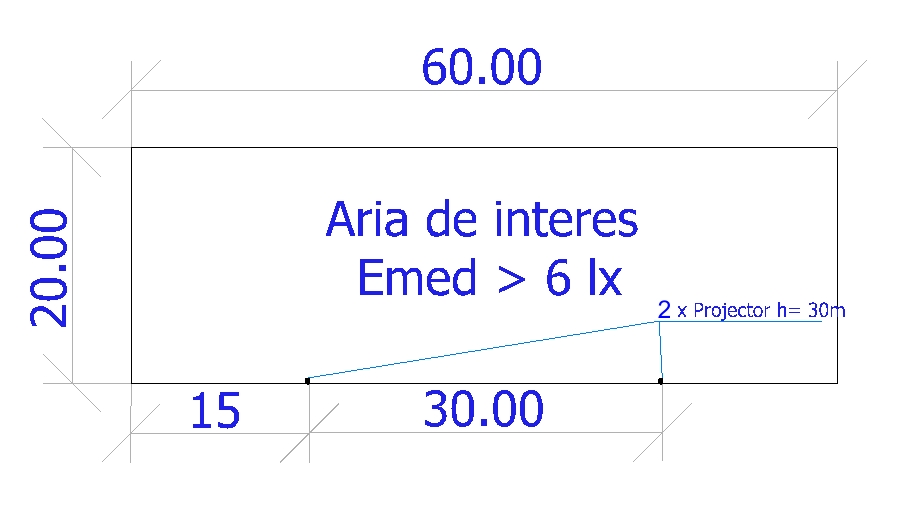 60.00
20.00
Aria de interes
Emed > 6 lx
2 x Projector h= 30m
15
30.00